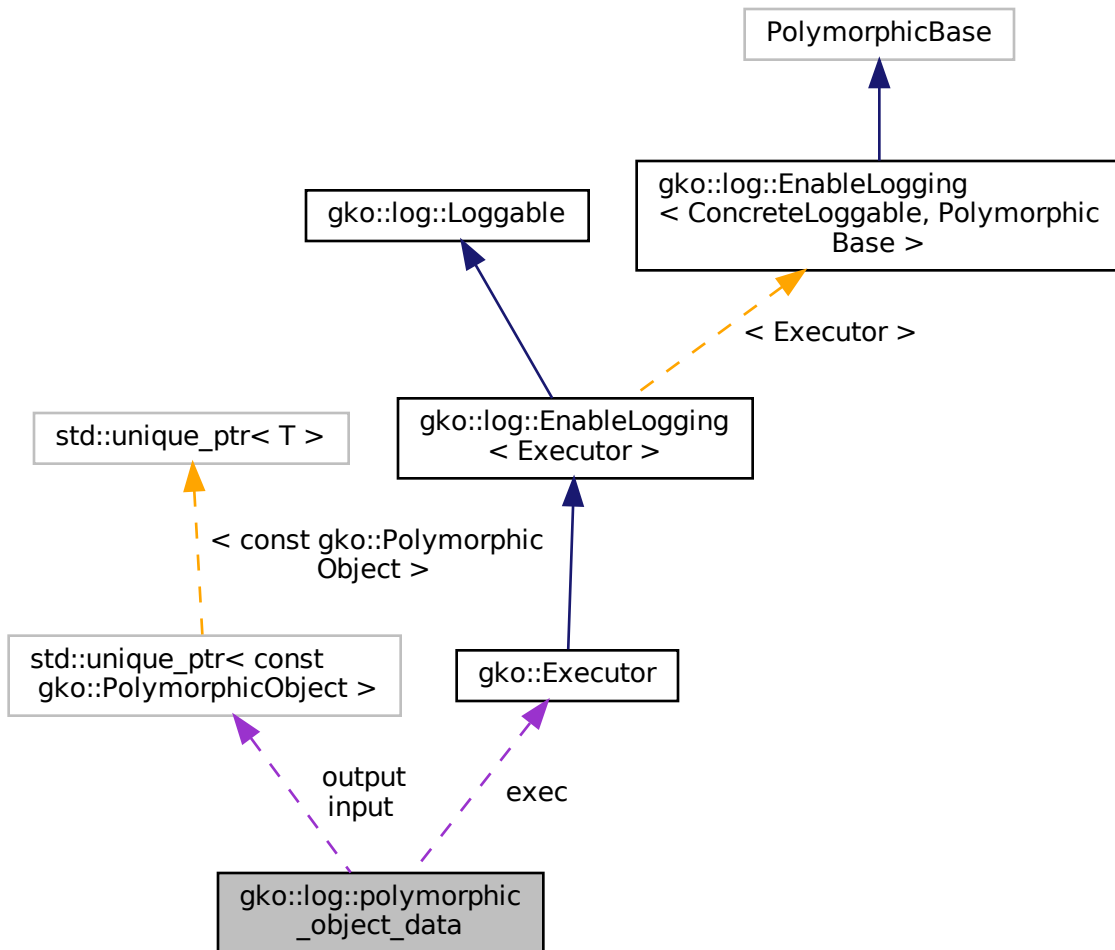 PolymorphicBase
gko::log::EnableLogging
< ConcreteLoggable, Polymorphic
Base >
gko::log::Loggable
< Executor >
gko::log::EnableLogging
< Executor >
std::unique_ptr< T >
< const gko::Polymorphic
Object >
std::unique_ptr< const
gko::PolymorphicObject >
gko::Executor
output
input
exec
gko::log::polymorphic
_object_data